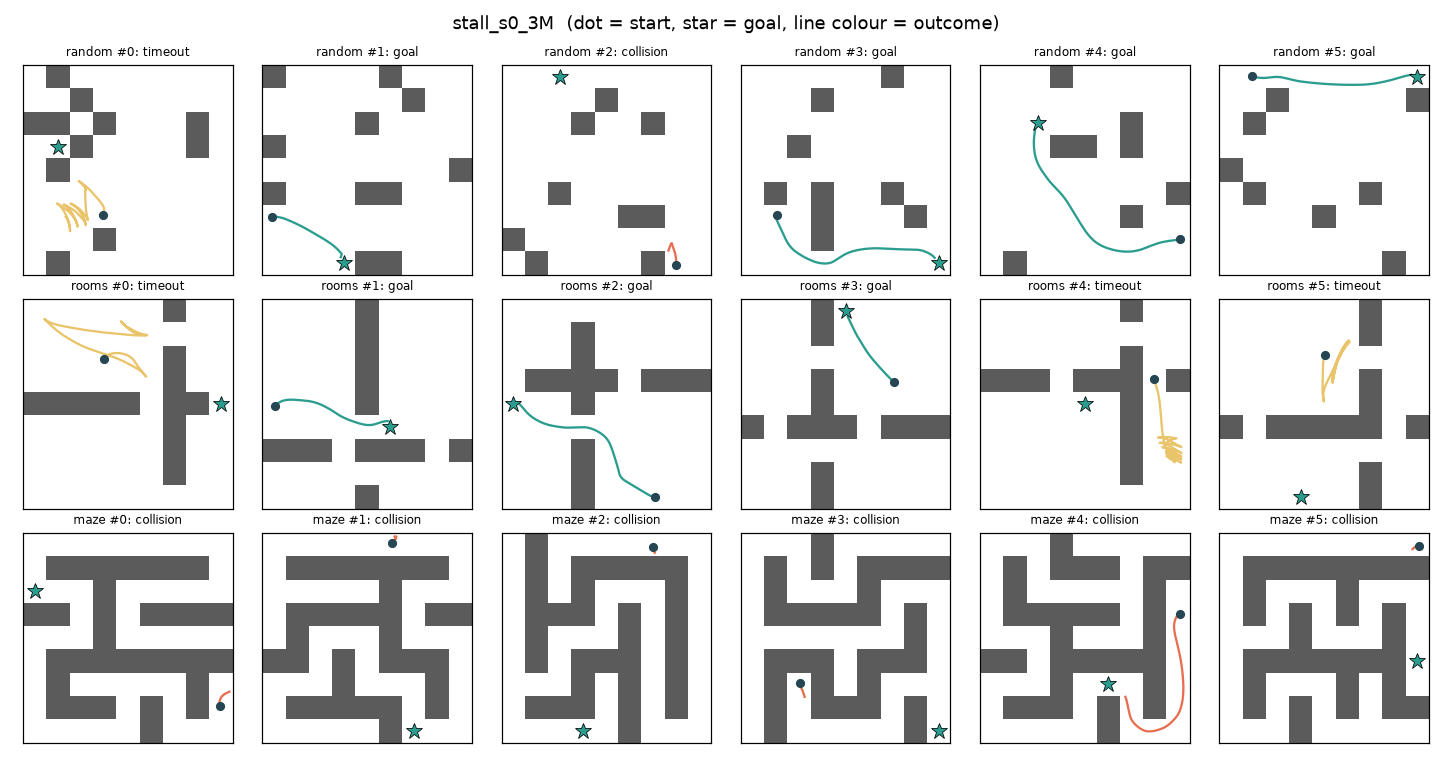 stall_s0_3M (dot = start, star = goal, line colour = outcome)
random #0: timeout
random #1: goal
random #2: collision
random #3: goal
random #4: goal
random #5: goal
rooms #0: timeout
rooms #1: goal
rooms #2: goal
rooms #3: goal
rooms #4: timeout
rooms #5: timeout
maze #0: collision
maze #1: collision
maze #2: collision
maze #3: collision
maze #4: collision
maze #5: collision